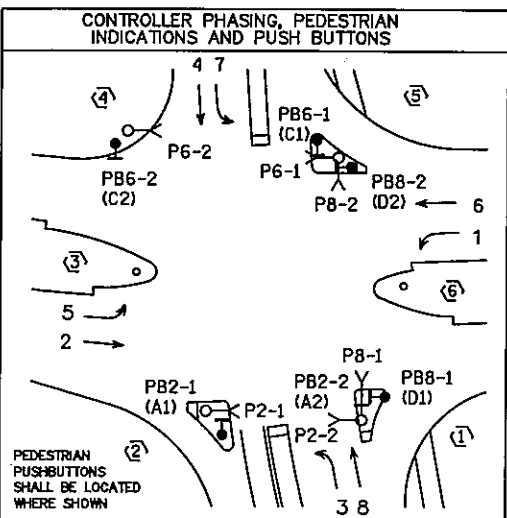 CONTROLLER PHASING, PEDESTRIAN
INDICATIONS AND PUSH BUTTONS
4 7
4
5
PB6-1
(C1)
P6-2
P6-1
PB6-2
(C2)
P8-2
PB8-2
(D2)
6
1
3
6
5
2
P8-1
PB2-1
(A1)
PB2-2
(A2)
PB8-1
(D1)
P2-1
P2-2
2
1
PEDESTRIAN
PUSHBUTTONS
SHALL BE LOCATED
WHERE SHOWN
3 8